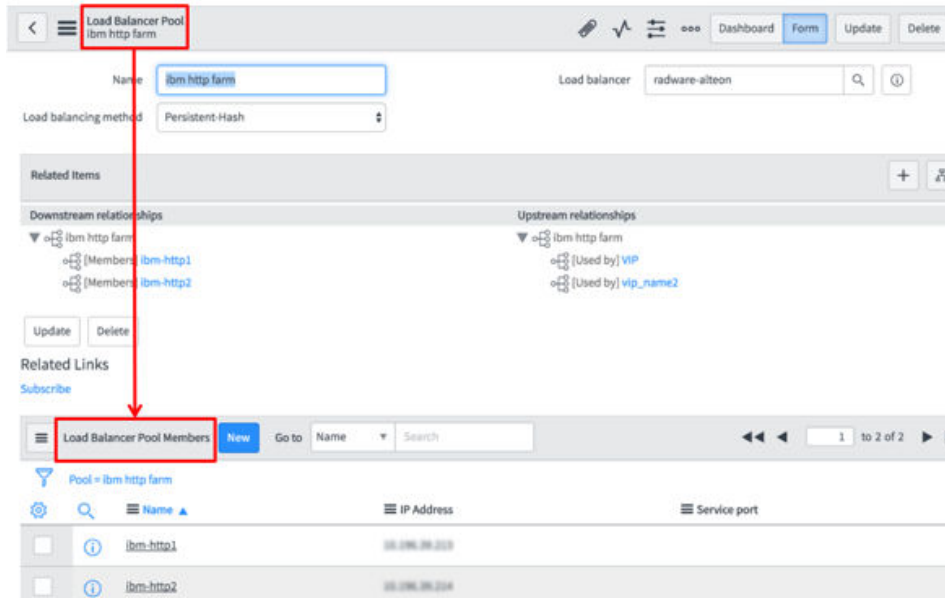 Load Balancer Pool
ibm http farm
Dashboard Form Update Delete
Name ibm http farm Load balancer radware-alteon
Load balancing method Persistent-Hash
Related Items
Downstream relationships Upstream relationships
ibm http farm ibm http farm
[Members] ibm-http1 [Used by] VIP
[Members] ibm-http2 [Used by] vip_name2
Update Delete
Related Links
Subscribe
Load Balancer Pool Members New Go to Name Search 1 to 2 of 2
Pool = ibm http farm
Name IP Address Service port
ibm-http1
ibm-http2